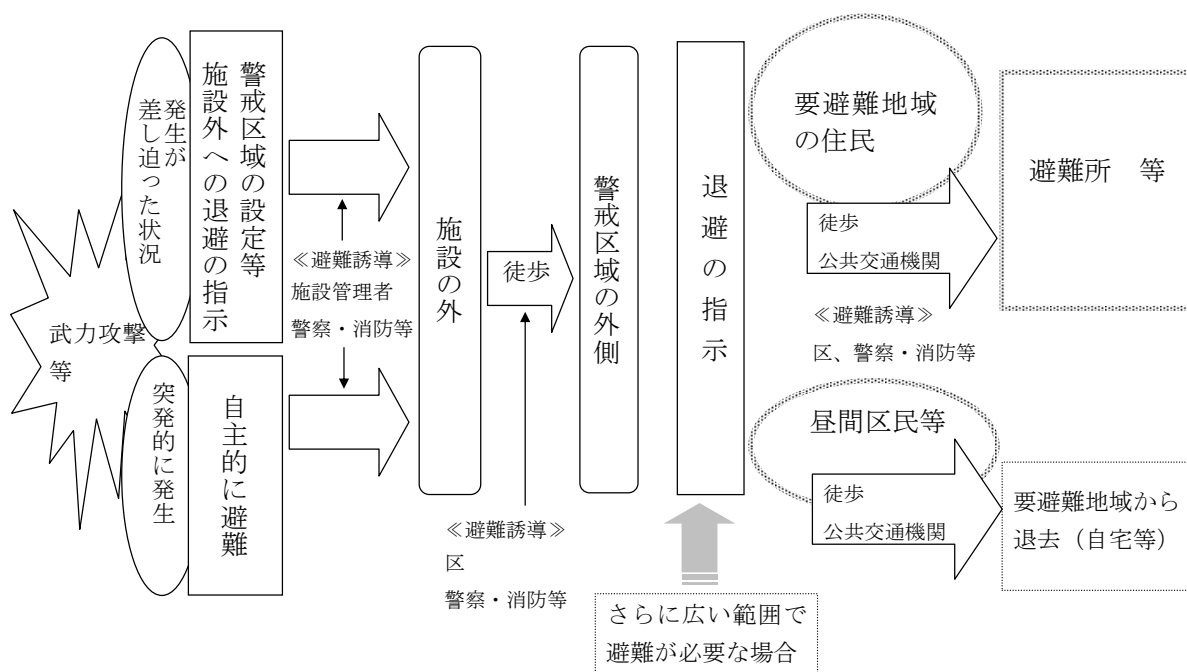 武力攻撃
等
発生が
差し迫った状況
警戒区域の設定等
施設外への退避の指示
突発的に発生
自主的に避難
≪避難誘導≫
施設管理者
警察・消防等
施設の外
徒歩
≪避難誘導≫
区
警察・消防等
警戒区域の外側
退避の指示
さらに広い範囲で
避難が必要な場合
要避難地域
の住民
徒歩
公共交通機関
≪避難誘導≫
区、警察・消防等
避難所　等
昼間区民等
徒歩
公共交通機関
要避難地域から
退去（自宅等）